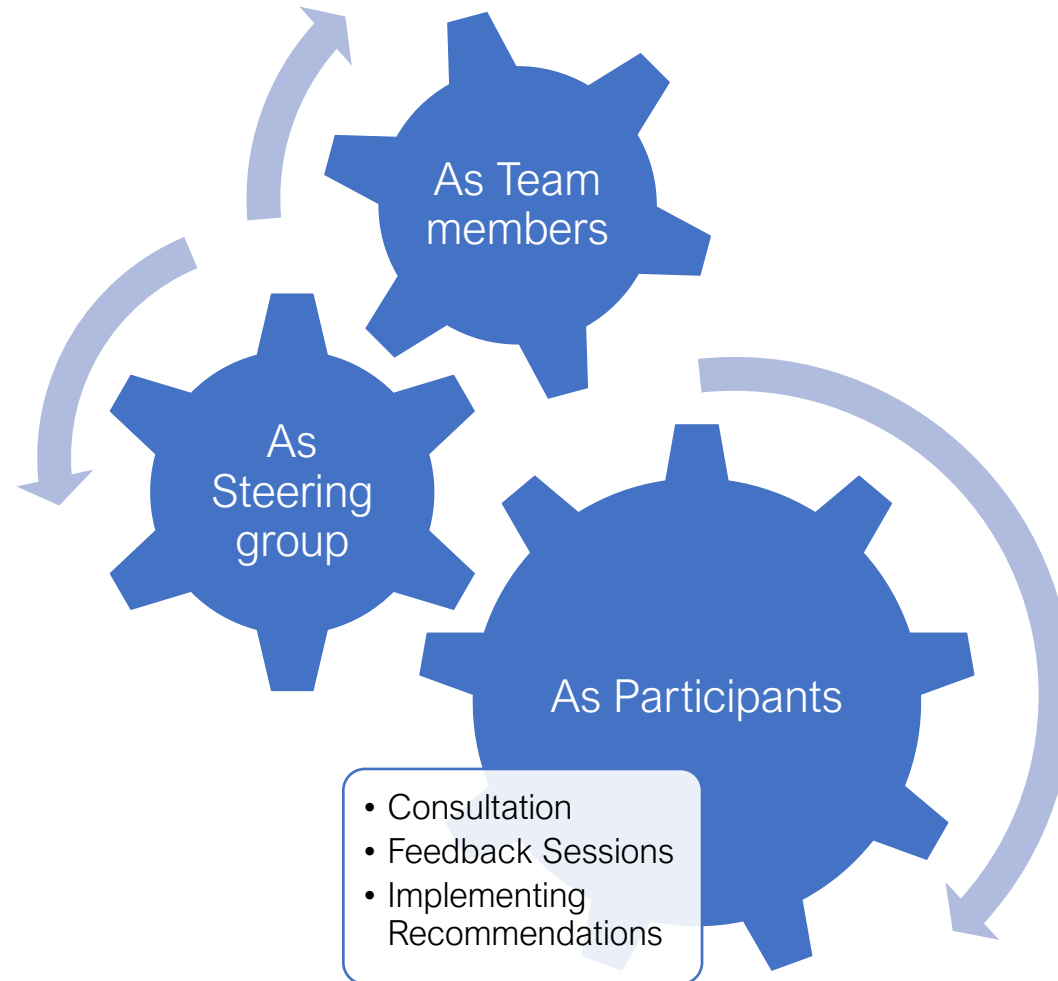 As Team
members
As
Steering
group
As Participants
• Consultation
• Feedback Sessions
• Implementing
Recommendations